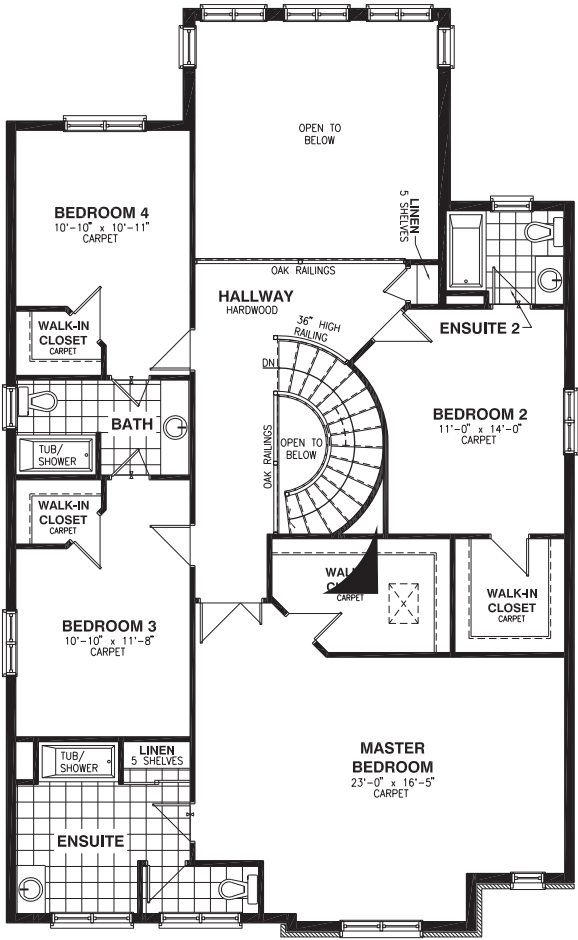 OPEN TO
BELOW
BEDROOM 4
10'-10" x 10'-11"
CARPET
LINEN
5 SHELVES
OAK RAILINGS
HALLWAY
HARDWOOD
36" HIGH
RAILING
ENSUITE 2
WALK-IN
CLOSET
CARPET
DN
BEDROOM 2
11'-0" x 14'-0"
CARPET
BATH
OPEN TO
BELOW
OAK RAILINGS
TUB/
SHOWER
WALK-IN
CLOSET
CARPET
CARPET
WALK-IN
CLOSET
CARPET
BEDROOM 3
10'-10" x 11'-8"
CARPET
TUB/
SHOWER
LINEN
5 SHELVES
MASTER
BEDROOM
23'-0" x 16'-5"
CARPET
ENSUITE